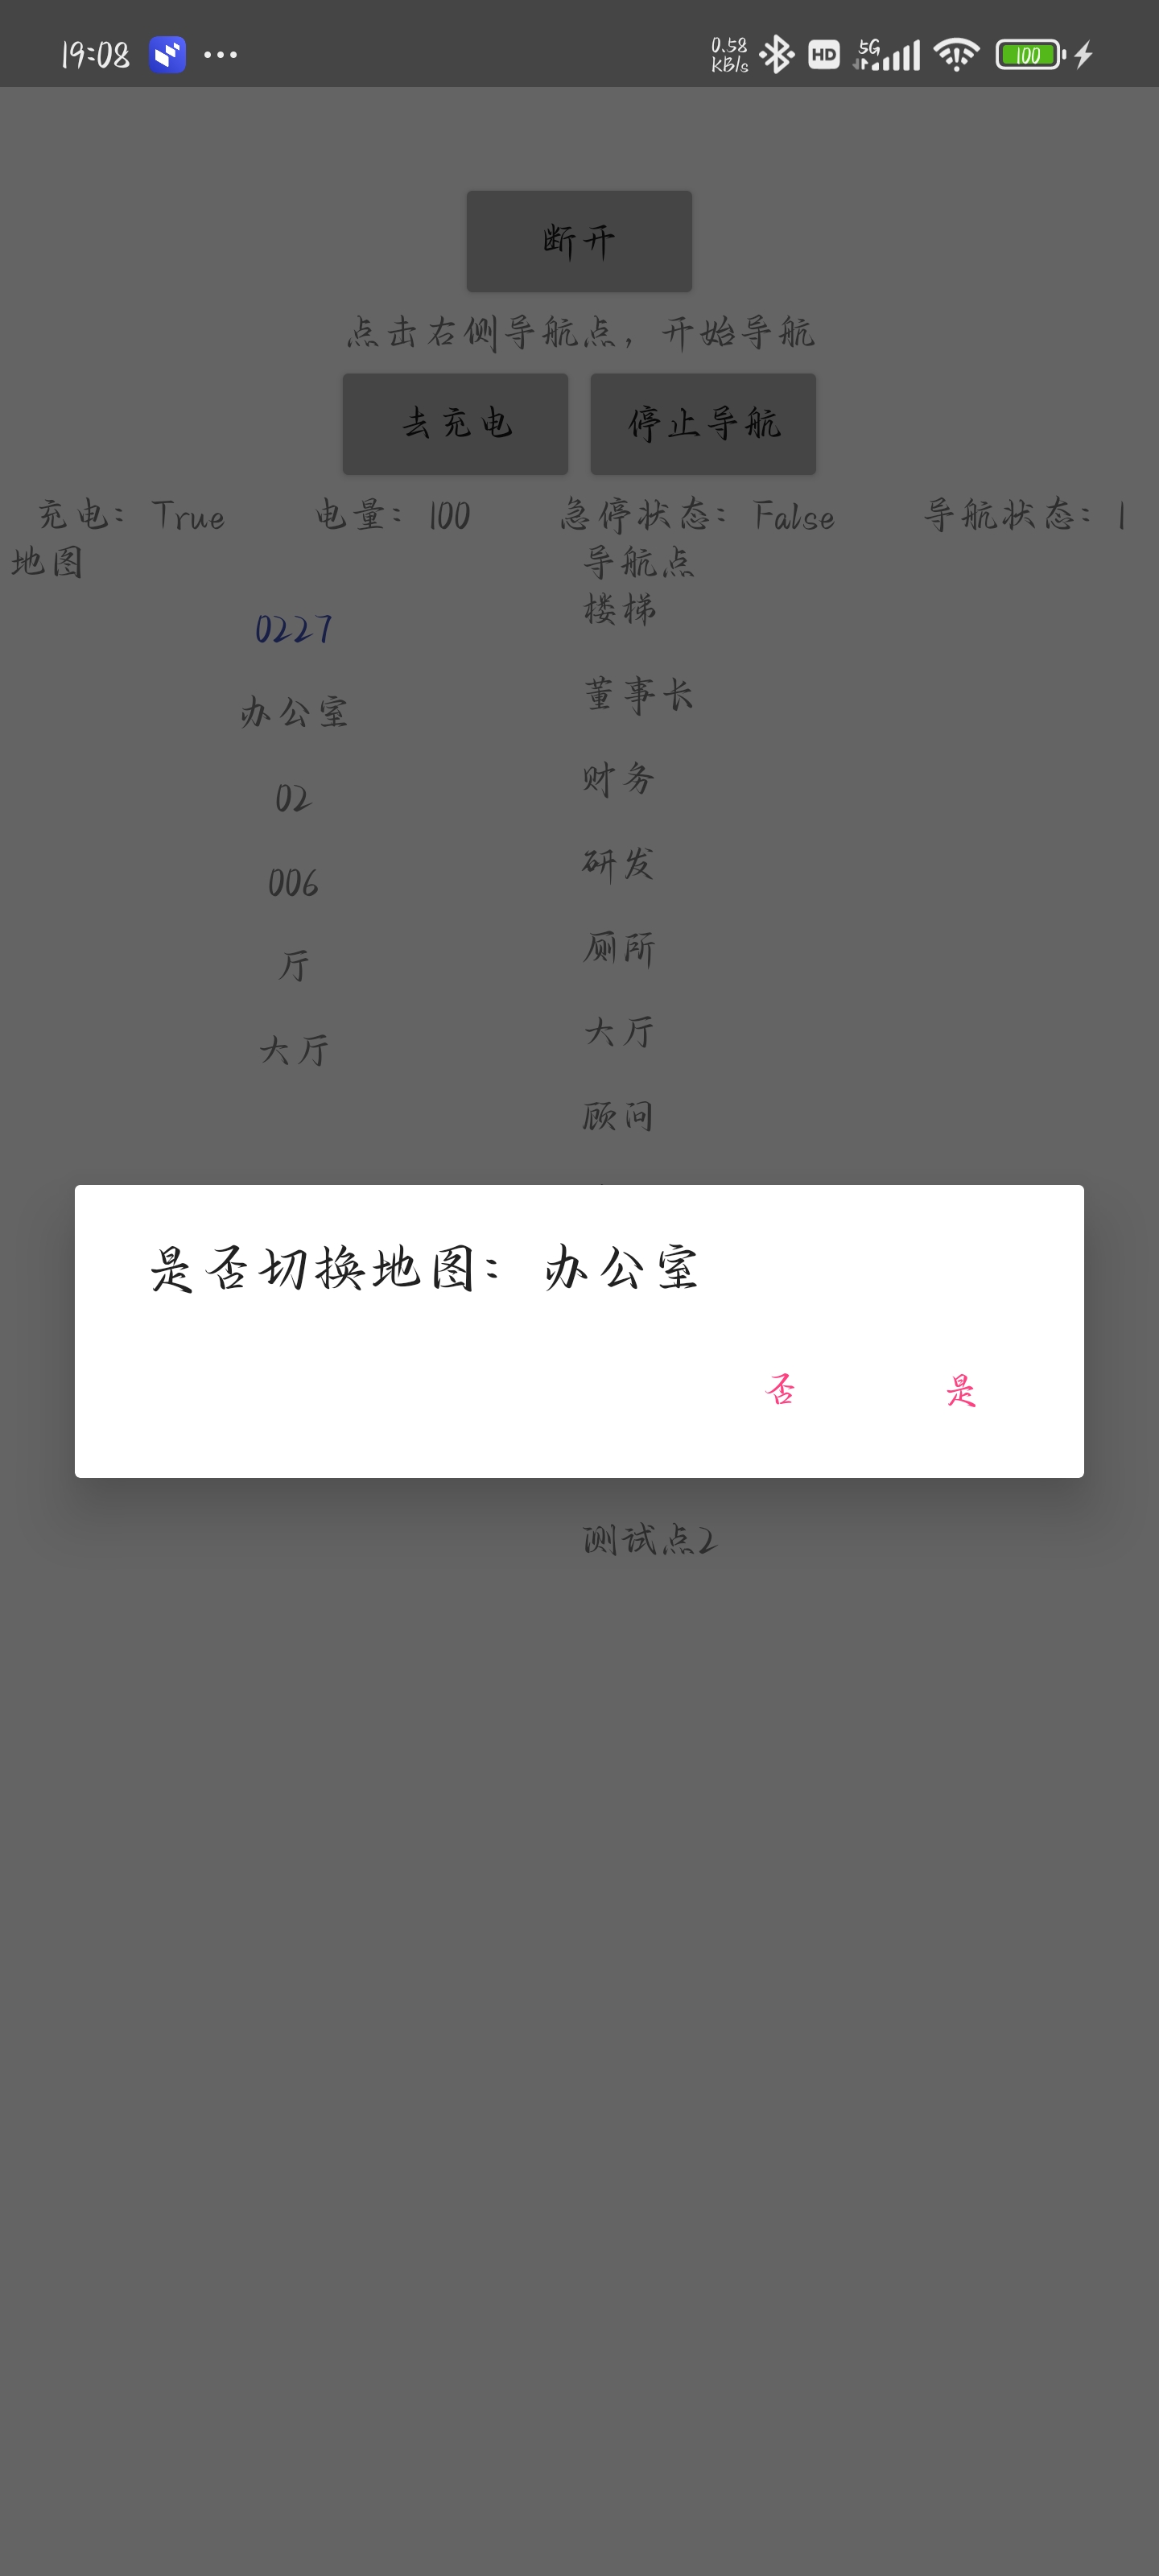 19:08 0.58 KB/s HD 5G 100
断开
点击右侧导航点，开始导航
去充电 停止导航
充电：True 电量：100 急停状态：False 导航状态：1
地图 导航点
0227 楼梯
办公室 董事长
02 财务
006 研发
厅 厕所
大厅 大厅
顾问
是否切换地图：办公室
否 是
测试点2